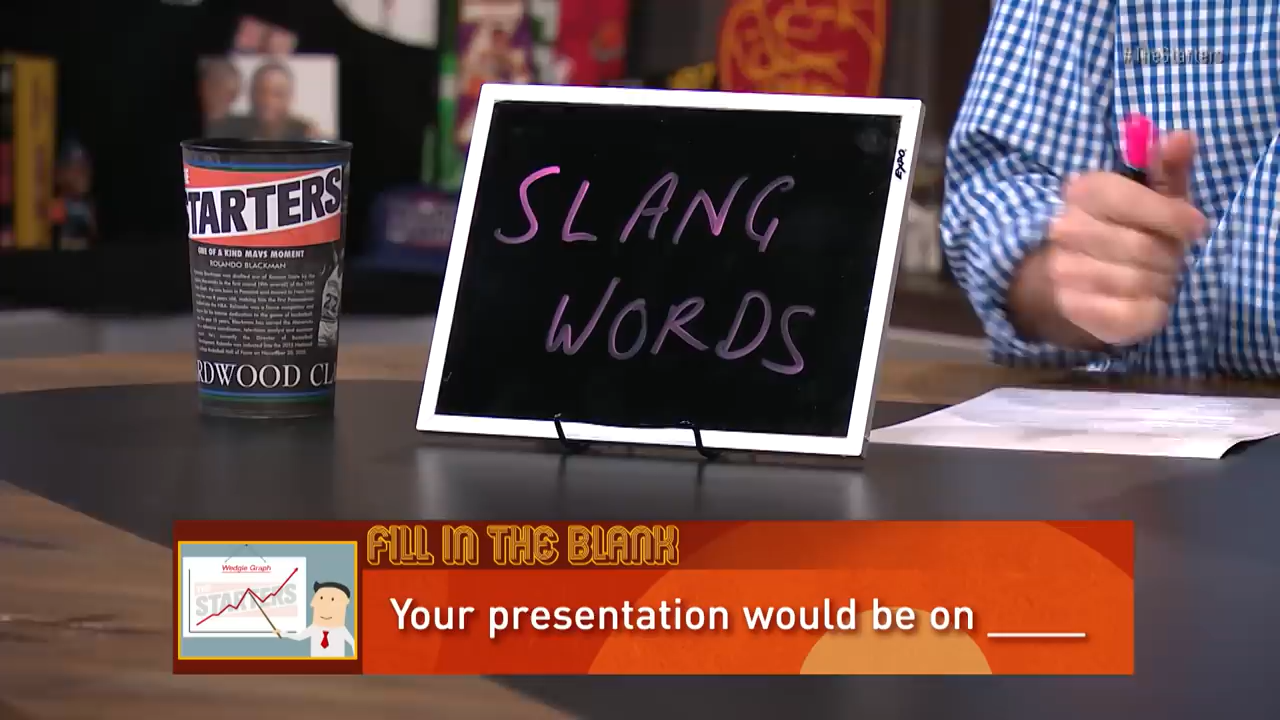 #TheStarters
EXPO
SLANG
WORDS
STARTERS
ONE OF A KIND MAVS MOMENT
ROLANDO BLACKMAN
RDWOOD CL
FILL IN THE BLANK
Wedgie Graph
STARTERS
Your presentation would be on _____